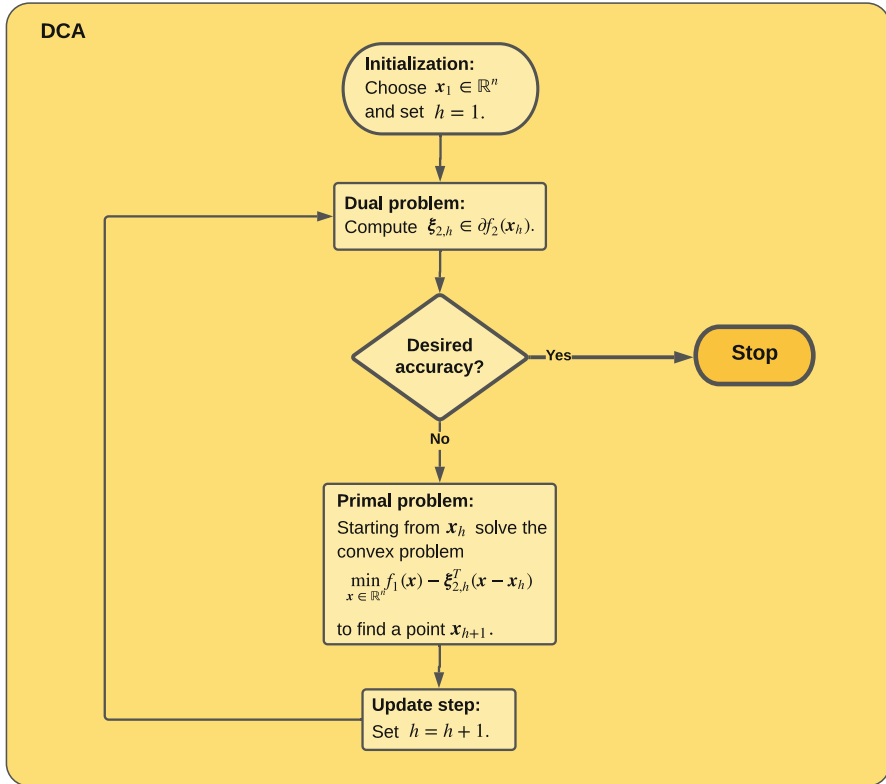 DCA
Initialization:
Choose 𝒙₁ ∈ ℝⁿ
and set h = 1.
Dual problem:
Compute 𝝃₂,ₕ ∈ ∂f₂(𝒙ₕ).
Desired
accuracy?
Yes
Stop
No
Primal problem:
Starting from 𝒙ₕ solve the
convex problem
min f₁(𝒙) − 𝝃ᵀ₂,ₕ(𝒙 − 𝒙ₕ)
𝒙 ∈ ℝⁿ
to find a point 𝒙ₕ₊₁.
Update step:
Set h = h + 1.